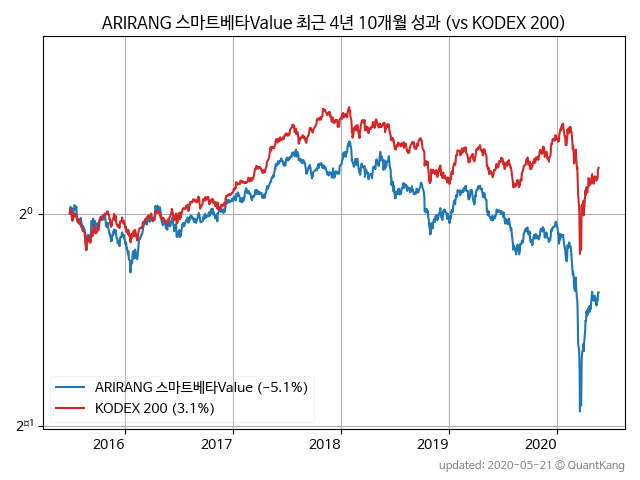 ARIRANG 스마트베타Value 최근 4년 10개월 성과 (vs KODEX 200)
2⁰
2¤¹
ARIRANG 스마트베타Value (−5.1%)
KODEX 200 (3.1%)
2016 2017 2018 2019 2020
updated: 2020-05-21 © QuantKang